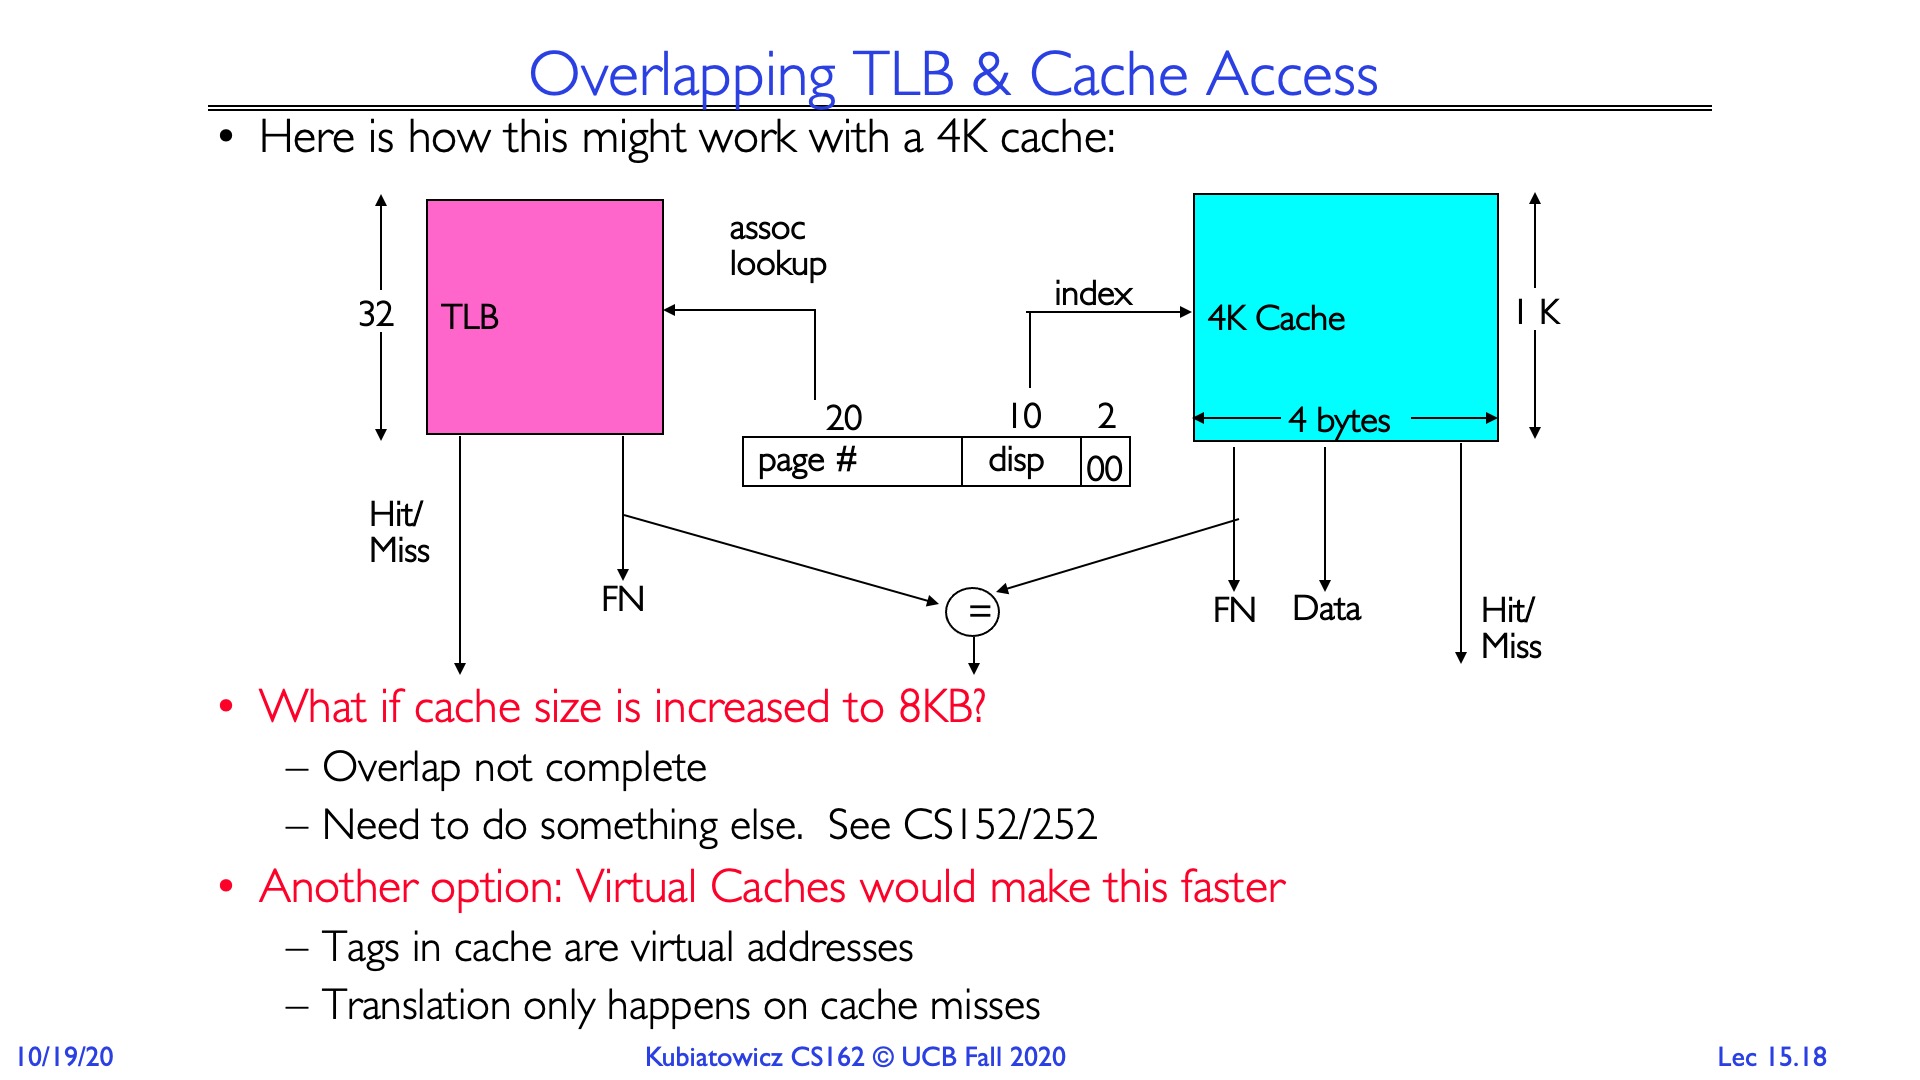 Overlapping TLB & Cache Access
• Here is how this might work with a 4K cache:
assoc
lookup
index
32
TLB
4K Cache
1 K
20
10
2
4 bytes
page #
disp
00
Hit/
Miss
FN
=
FN
Data
Hit/
Miss
• What if cache size is increased to 8KB?
– Overlap not complete
– Need to do something else. See CS152/252
• Another option: Virtual Caches would make this faster
– Tags in cache are virtual addresses
– Translation only happens on cache misses
10/19/20
Kubiatowicz CS162 © UCB Fall 2020
Lec 15.18